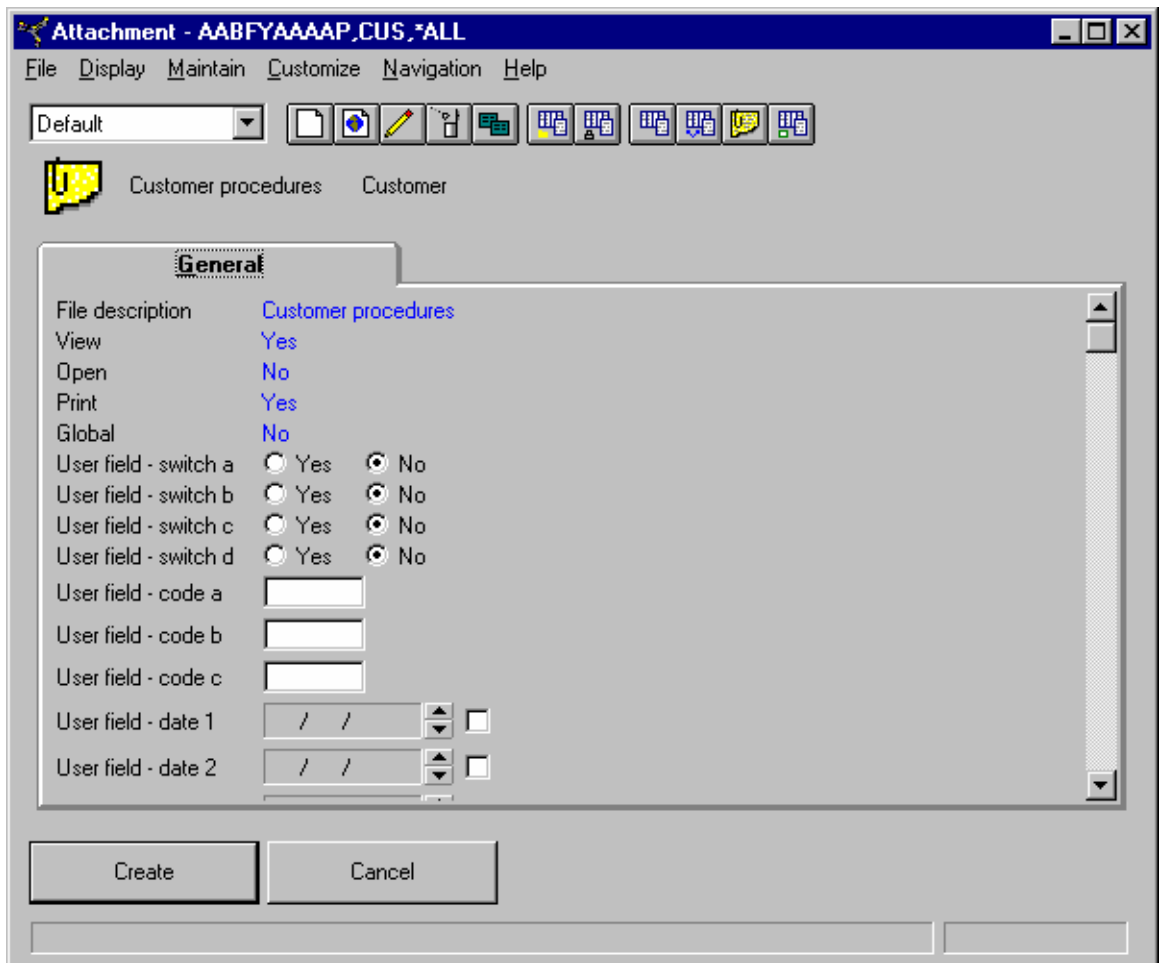 Attachment - AABFYAAAAP,CUS,*ALL
File Display Maintain Customize Navigation Help
Default
Customer procedures Customer
General
File description Customer procedures
View Yes
Open No
Print Yes
Global No
User field - switch a Yes No
User field - switch b Yes No
User field - switch c Yes No
User field - switch d Yes No
User field - code a
User field - code b
User field - code c
User field - date 1 / /
User field - date 2 / /
Create Cancel